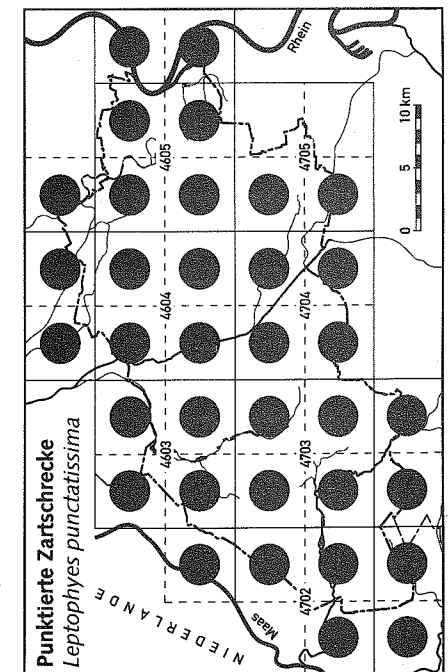 Punktierte Zartschrecke
Leptophyes punctatissima
NIEDERLANDE
Maas
Rhein
4603
4604
4605
4702
4703
4704
4705
0 5 10 km